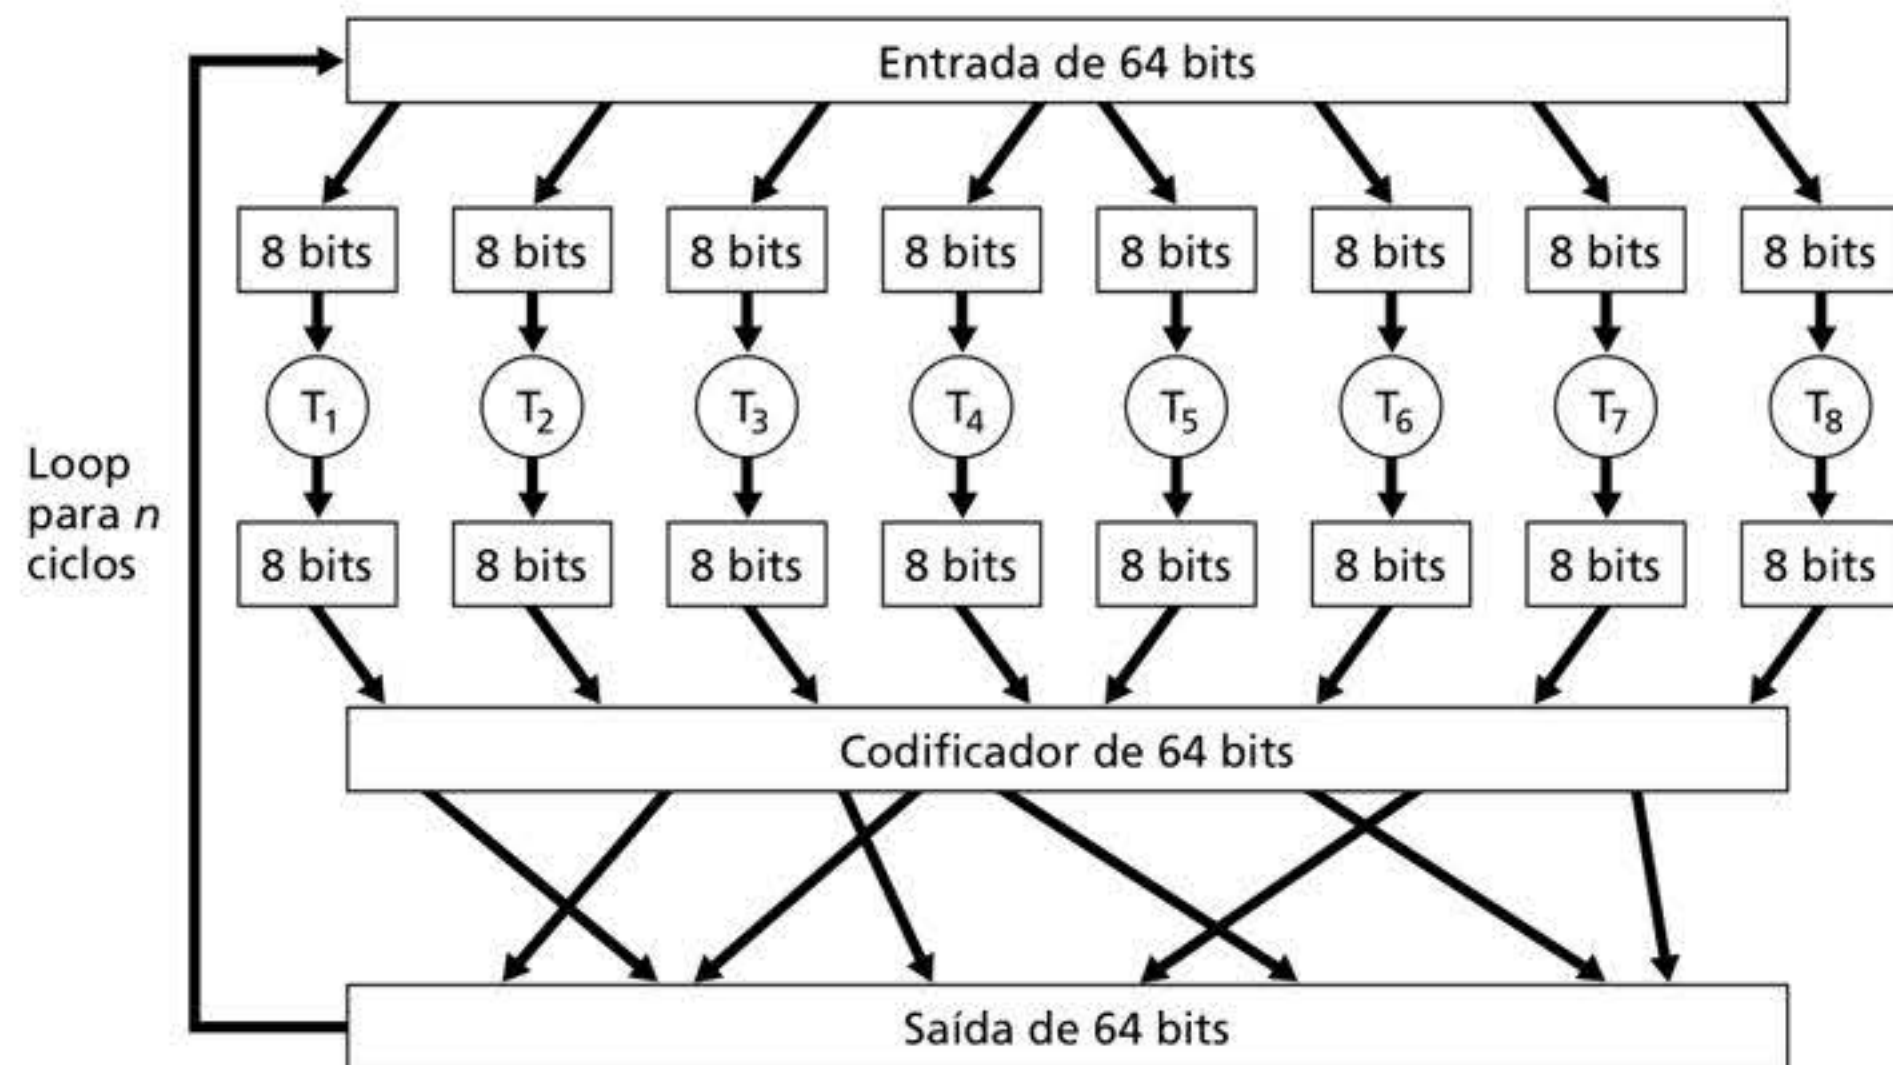 Entrada de 64 bits
8 bits 8 bits 8 bits 8 bits 8 bits 8 bits 8 bits 8 bits
T₁ T₂ T₃ T₄ T₅ T₆ T₇ T₈
Loop
para n
ciclos
8 bits 8 bits 8 bits 8 bits 8 bits 8 bits 8 bits 8 bits
Codificador de 64 bits
Saída de 64 bits